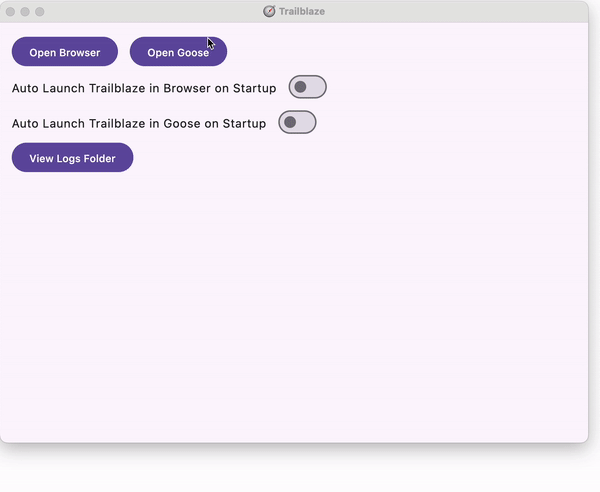 Trailblaze
Open Browser Open Goose
Auto Launch Trailblaze in Browser on Startup
Auto Launch Trailblaze in Goose on Startup
View Logs Folder